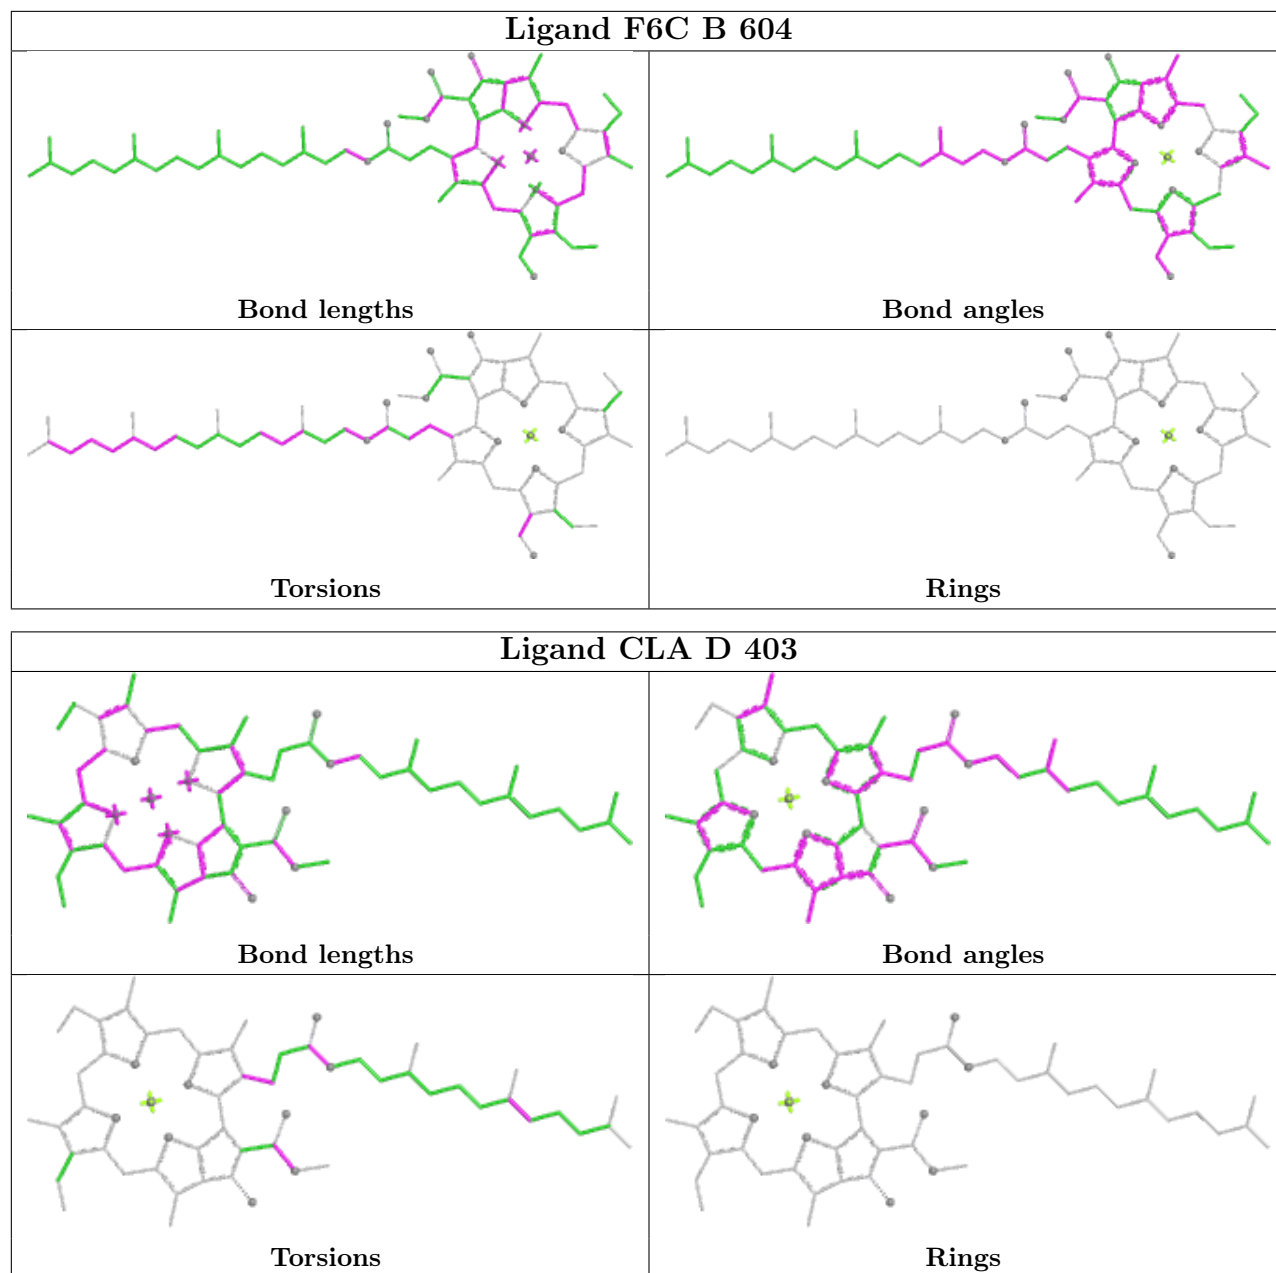 Ligand F6C B 604
Bond lengths
Bond angles
Torsions
Rings
Ligand CLA D 403
Bond lengths
Bond angles
Torsions
Rings